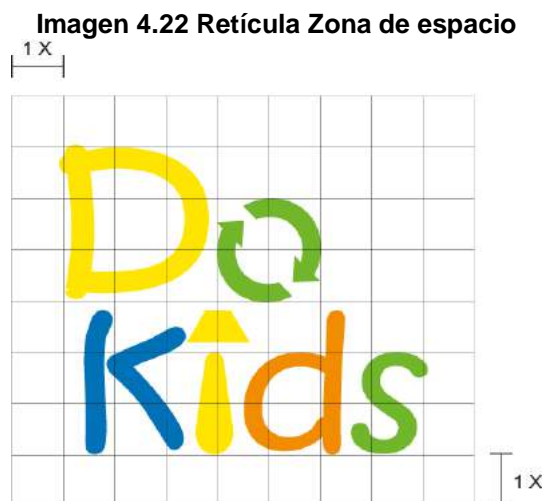 Imagen 4.22 Retícula Zona de espacio
1 X
Do
Kids
1 X